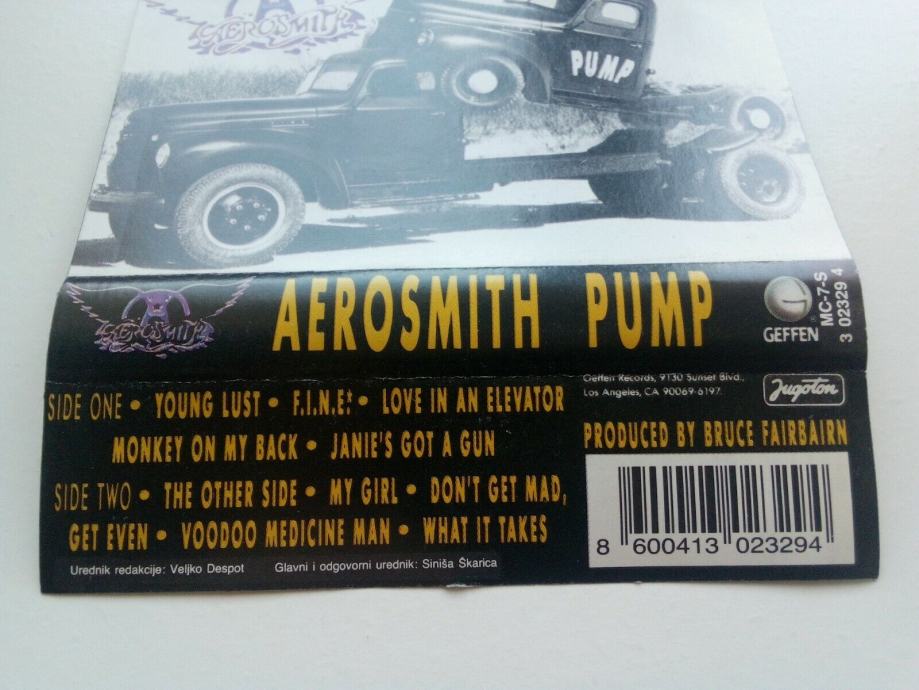 AEROSMITH
PUMP
AEROSMITH
AEROSMITH PUMP
GEFFEN
MC-7-S
3 02329 4
SIDE ONE • YOUNG LUST • F.I.N.E.* • LOVE IN AN ELEVATOR
MONKEY ON MY BACK • JANIE'S GOT A GUN
SIDE TWO • THE OTHER SIDE • MY GIRL • DON'T GET MAD,
GET EVEN • VOODOO MEDICINE MAN • WHAT IT TAKES
Urednik redakcije: Veljko Despot Glavni i odgovorni urednik: Siniša Škarica
Geffen Records, 9130 Sunset Blvd.,
Los Angeles, CA 90069-6197.
Jugoton
PRODUCED BY BRUCE FAIRBAIRN
8 600413 023294